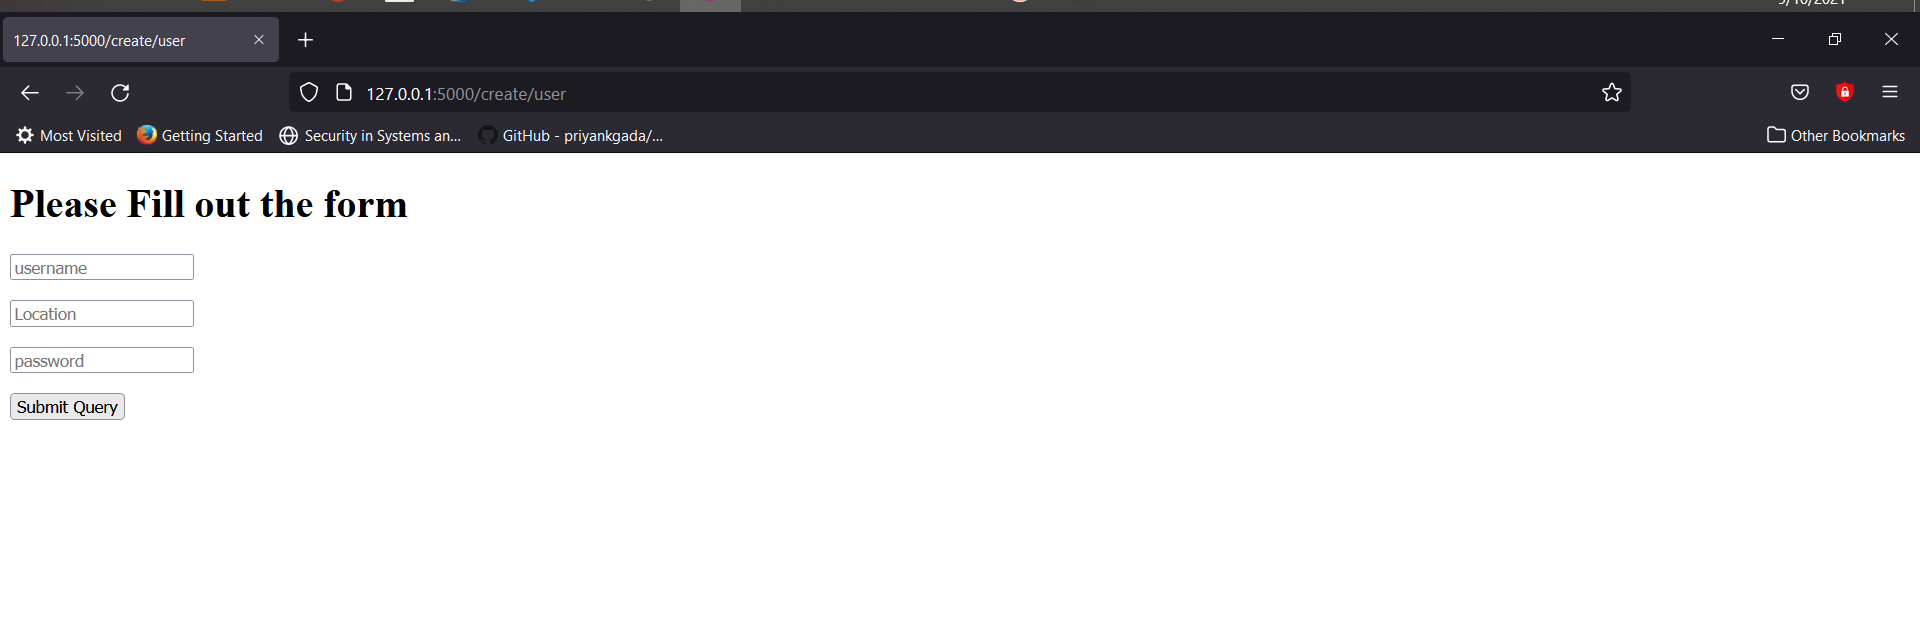 127.0.0.1:5000/create/user
127.0.0.1:5000/create/user
Most Visited Getting Started Security in Systems an... GitHub - priyankgada/... Other Bookmarks
Please Fill out the form
username
Location
password
Submit Query